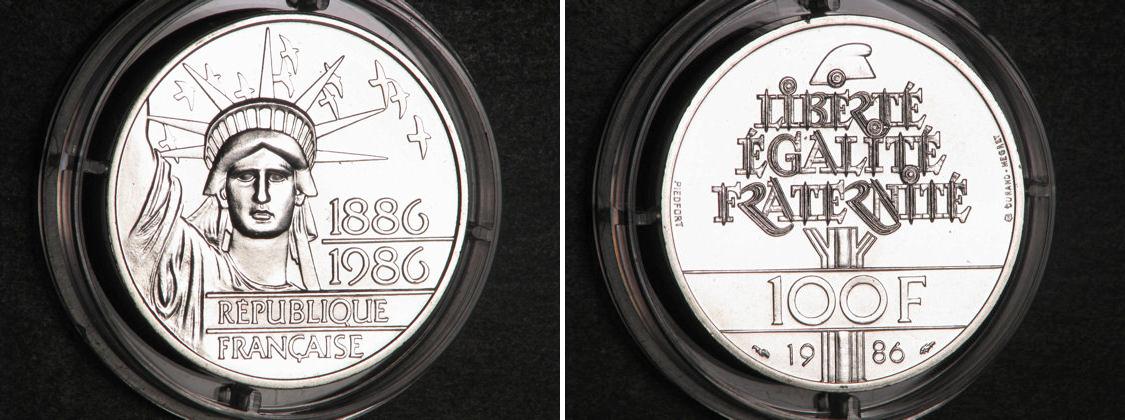 1886
1986
RÉPUBLIQUE
FRANÇAISE
LIBERTÉ
ÉGALITÉ
FRATERNITÉ
PIEDFORT
DURAND-MEGRET
100F
19 86